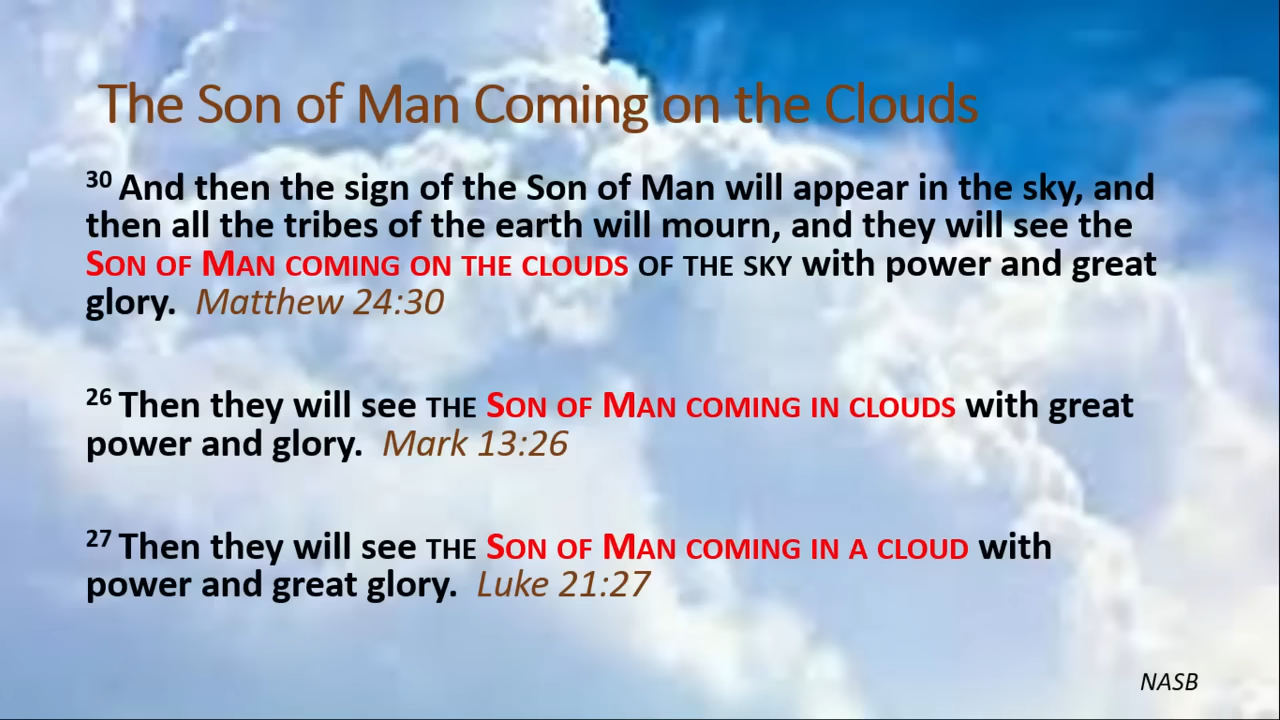 The Son of Man Coming on the Clouds
30 And then the sign of the Son of Man will appear in the sky, and
then all the tribes of the earth will mourn, and they will see the
SON OF MAN COMING ON THE CLOUDS OF THE SKY with power and great
glory. Matthew 24:30
26 Then they will see THE SON OF MAN COMING IN CLOUDS with great
power and glory. Mark 13:26
27 Then they will see THE SON OF MAN COMING IN A CLOUD with
power and great glory. Luke 21:27
NASB